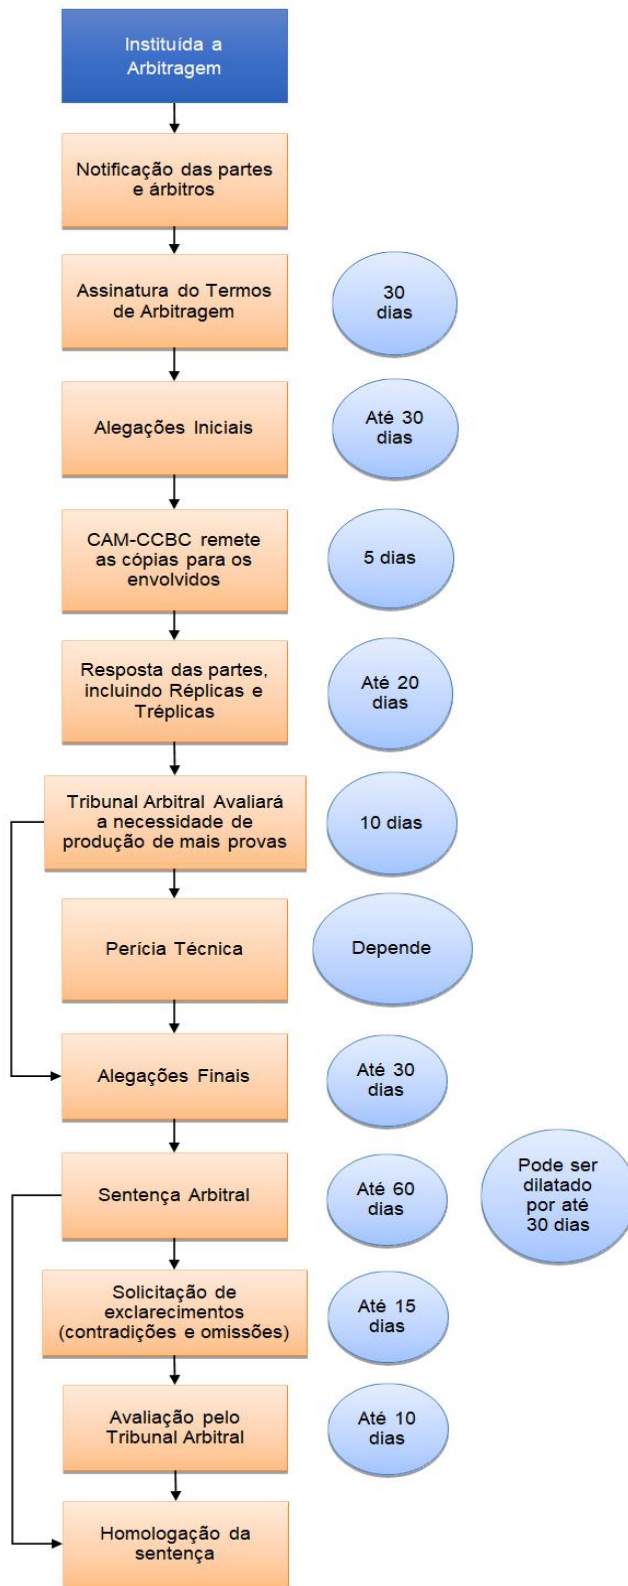 Instituída a
Arbitragem
Notificação das partes
e árbitros
Assinatura do Termos
de Arbitragem
30
dias
Alegações Iniciais
Até 30
dias
CAM-CCBC remete
as cópias para os
envolvidos
5 dias
Resposta das partes,
incluindo Réplicas e
Tréplicas
Até 20
dias
Tribunal Arbitral Avaliará
a necessidade de
produção de mais provas
10 dias
Perícia Técnica
Depende
Alegações Finais
Até 30
dias
Sentença Arbitral
Até 60
dias
Pode ser
dilatado
por até
30 dias
Solicitação de
exclarecimentos
(contradições e omissões)
Até 15
dias
Avaliação pelo
Tribunal Arbitral
Até 10
dias
Homologação da
sentença